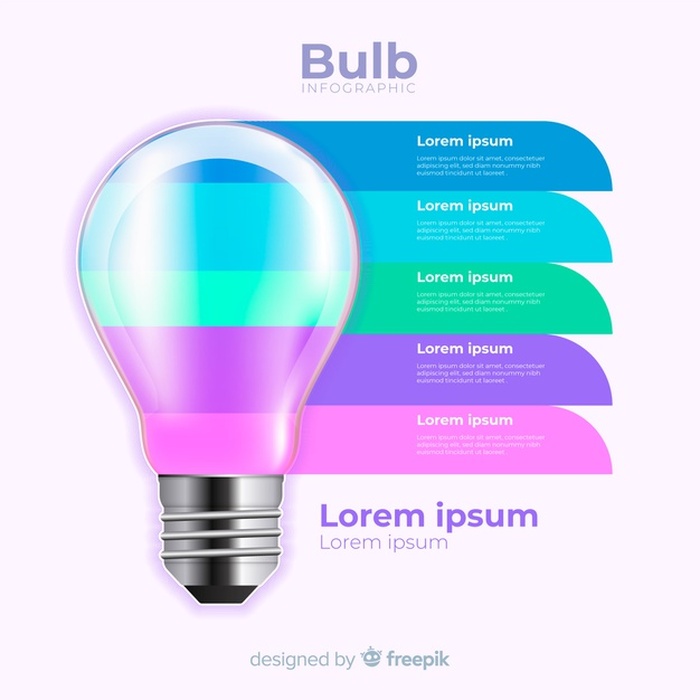 Bulb
INFOGRAPHIC
Lorem ipsum
Lorem ipsum dolor sit amet, consectetuer
adipiscing elit, sed diam nonummy nibh
euismod tincidunt ut laoreet .
Lorem ipsum
Lorem ipsum dolor sit amet, consectetuer
adipiscing elit, sed diam nonummy nibh
euismod tincidunt ut laoreet .
Lorem ipsum
Lorem ipsum dolor sit amet, consectetuer
adipiscing elit, sed diam nonummy nibh
euismod tincidunt ut laoreet .
Lorem ipsum
Lorem ipsum dolor sit amet, consectetuer
adipiscing elit, sed diam nonummy nibh
euismod tincidunt ut laoreet .
Lorem ipsum
Lorem ipsum dolor sit amet, consectetuer
adipiscing elit, sed diam nonummy nibh
euismod tincidunt ut laoreet .
Lorem ipsum
Lorem ipsum
designed by freepik